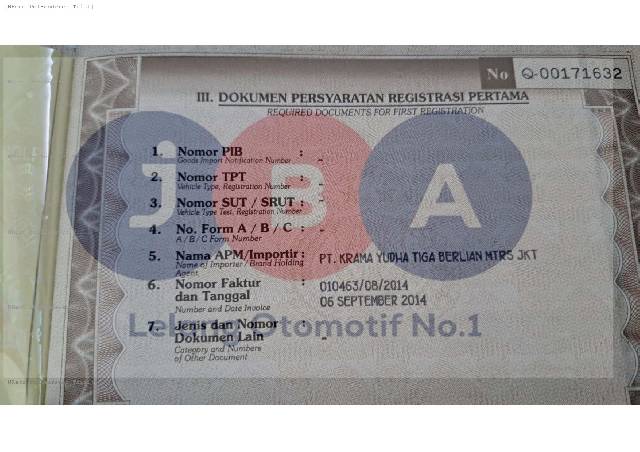 No Q-00171632
III. DOKUMEN PERSYARATAN REGISTRASI PERTAMA
REQUIRED DOCUMENTS FOR FIRST REGISTRATION
1. Nomor PIB : -
Goods Import Notification Number
2. Nomor TPT : -
Vehicle Type, Registration Number
3. Nomor SUT / SRUT : -
Vehicle Type Test, Registration Number
4. No. Form A / B / C : -
A / B / C Form Number
5. Nama APM/Importir : PT. KRAMA YUDHA TIGA BERLIAN MTRS JKT
Name of Importer / Brand Holding
Agent
6. Nomor Faktur : 010463/08/2014
dan Tanggal 06 SEPTEMBER 2014
Number and Date Invoice
7. Jenis dan Nomor :
Dokumen Lain -
Category and Numbers
of Other Document
jBA
Lelang Otomotif No.1